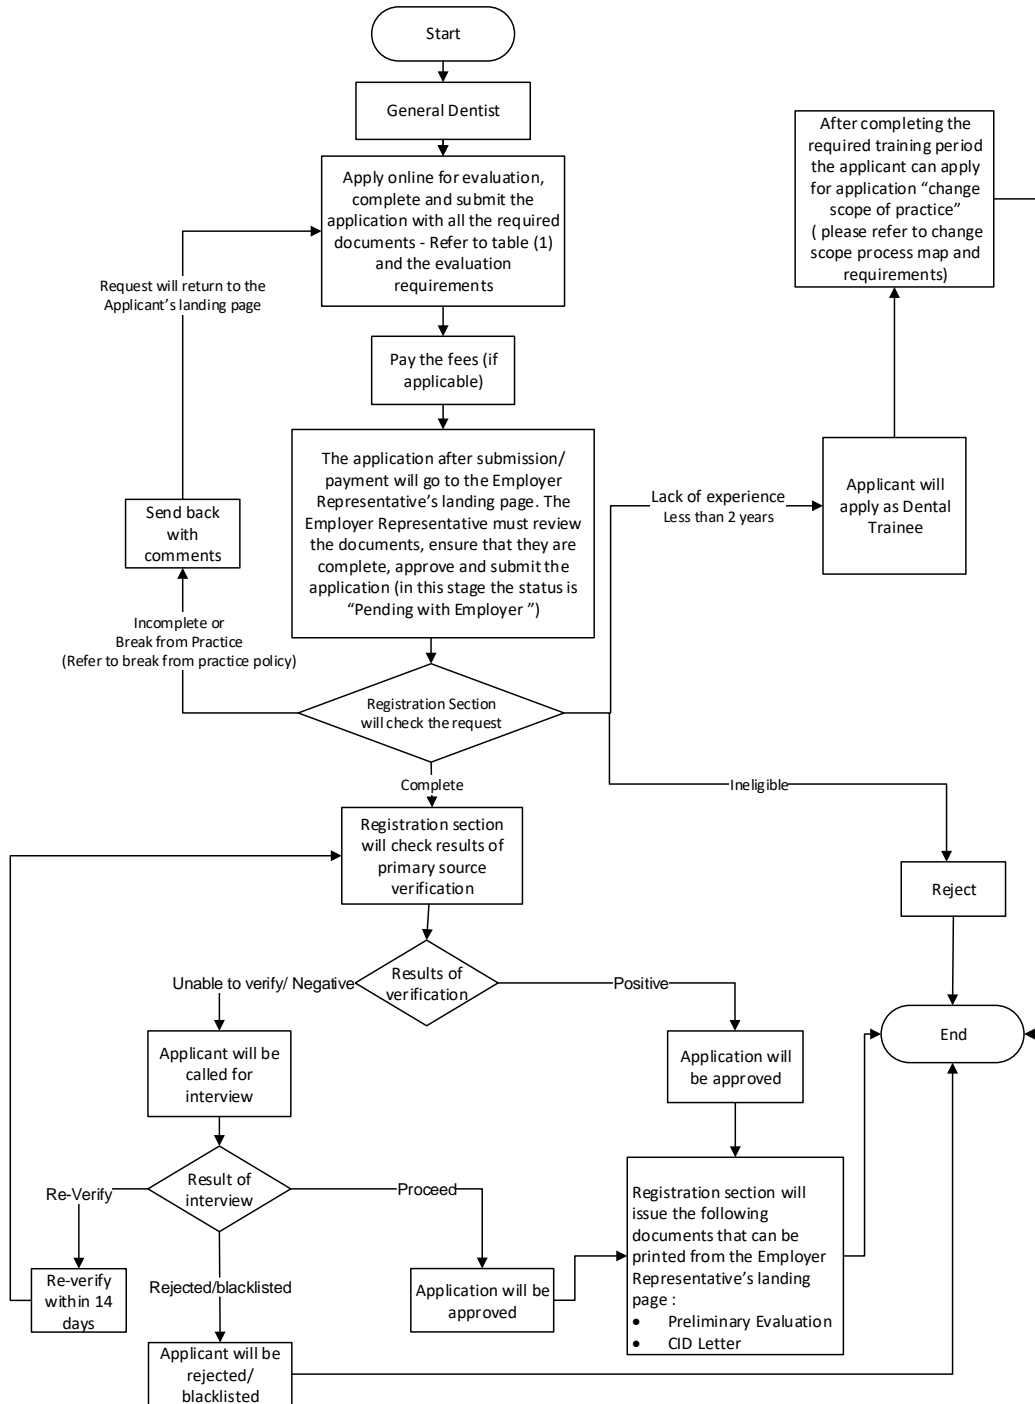 Start
General Dentist
Apply online for evaluation,
complete and submit the
application with all the required
documents - Refer to table (1)
and the evaluation
requirements
After completing the
required training period
the applicant can apply
for application “change
scope of practice”
( please refer to change
scope process map and
requirements)
Request will return to the
Applicant’s landing page
Pay the fees (if
applicable)
The application after submission/
payment will go to the Employer
Representative’s landing page. The
Employer Representative must review
the documents, ensure that they are
complete, approve and submit the
application (in this stage the status is
“Pending with Employer ”)
Lack of experience
Less than 2 years
Applicant will
apply as Dental
Trainee
Send back
with
comments
Incomplete or
Break from Practice
(Refer to break from practice policy)
Registration Section
will check the request
Complete
Ineligible
Registration section
will check results of
primary source
verification
Reject
Results of
verification
Unable to verify/ Negative
Positive
End
Applicant will be
called for
interview
Application will
be approved
Result of
interview
Re-Verify
Proceed
Registration section will
issue the following
documents that can be
printed from the Employer
Representative’s landing
page :
• Preliminary Evaluation
• CID Letter
Re-verify
within 14
days
Rejected/blacklisted
Application will be
approved
Applicant will be
rejected/
blacklisted